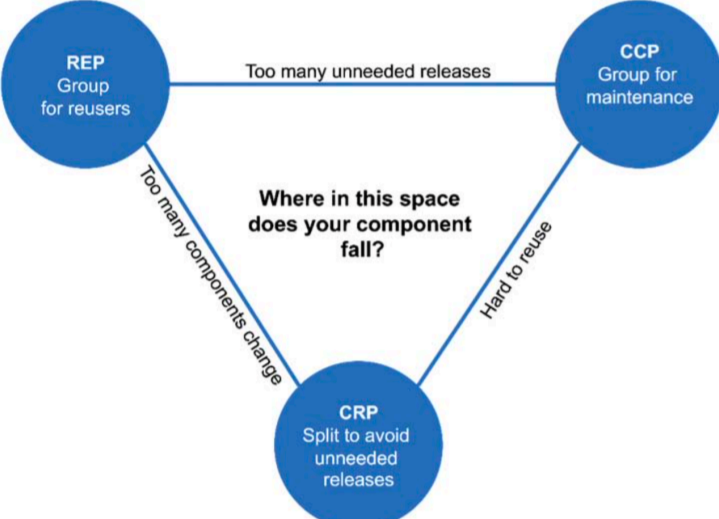 REP
Group
for reusers
Too many unneeded releases
CCP
Group for
maintenance
Too many components change
Where in this space
does your component
fall?
Hard to reuse
CRP
Split to avoid
unneeded
releases